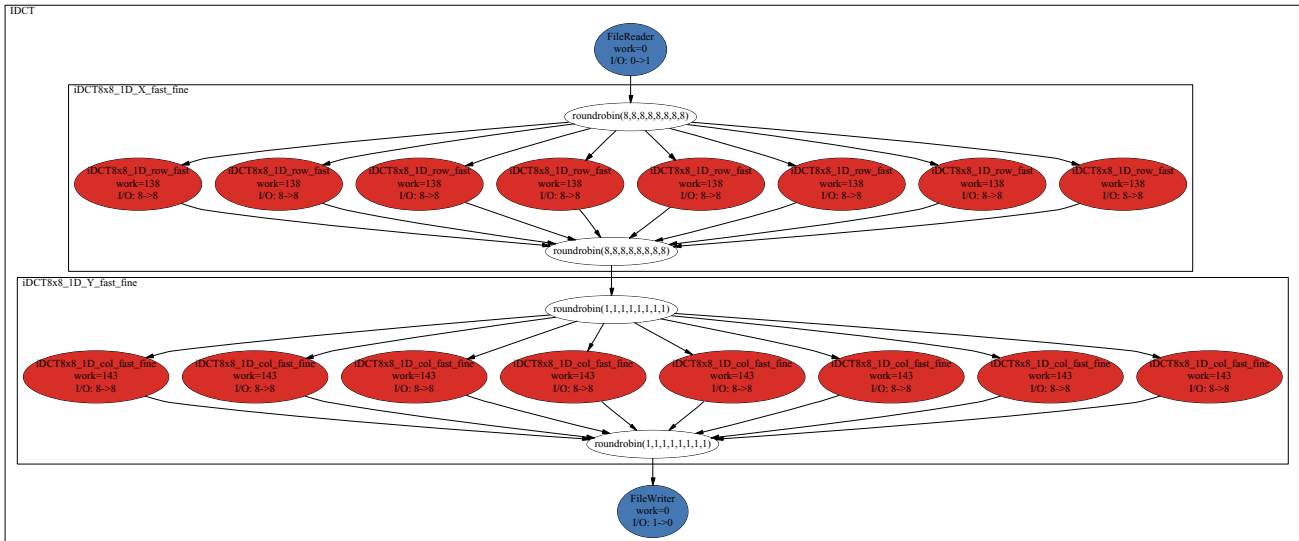 IDCT
FileReader
work=0
I/O: 0->1
iDCT8x8_1D_X_fast_fine
roundrobin(8,8,8,8,8,8,8,8)
iDCT8x8_1D_row_fast
work=138
I/O: 8->8
iDCT8x8_1D_row_fast
work=138
I/O: 8->8
iDCT8x8_1D_row_fast
work=138
I/O: 8->8
iDCT8x8_1D_row_fast
work=138
I/O: 8->8
iDCT8x8_1D_row_fast
work=138
I/O: 8->8
iDCT8x8_1D_row_fast
work=138
I/O: 8->8
iDCT8x8_1D_row_fast
work=138
I/O: 8->8
iDCT8x8_1D_row_fast
work=138
I/O: 8->8
roundrobin(8,8,8,8,8,8,8,8)
iDCT8x8_1D_Y_fast_fine
roundrobin(1,1,1,1,1,1,1,1)
iDCT8x8_1D_col_fast_fine
work=143
I/O: 8->8
iDCT8x8_1D_col_fast_fine
work=143
I/O: 8->8
iDCT8x8_1D_col_fast_fine
work=143
I/O: 8->8
iDCT8x8_1D_col_fast_fine
work=143
I/O: 8->8
iDCT8x8_1D_col_fast_fine
work=143
I/O: 8->8
iDCT8x8_1D_col_fast_fine
work=143
I/O: 8->8
iDCT8x8_1D_col_fast_fine
work=143
I/O: 8->8
iDCT8x8_1D_col_fast_fine
work=143
I/O: 8->8
roundrobin(1,1,1,1,1,1,1,1)
FileWriter
work=0
I/O: 1->0